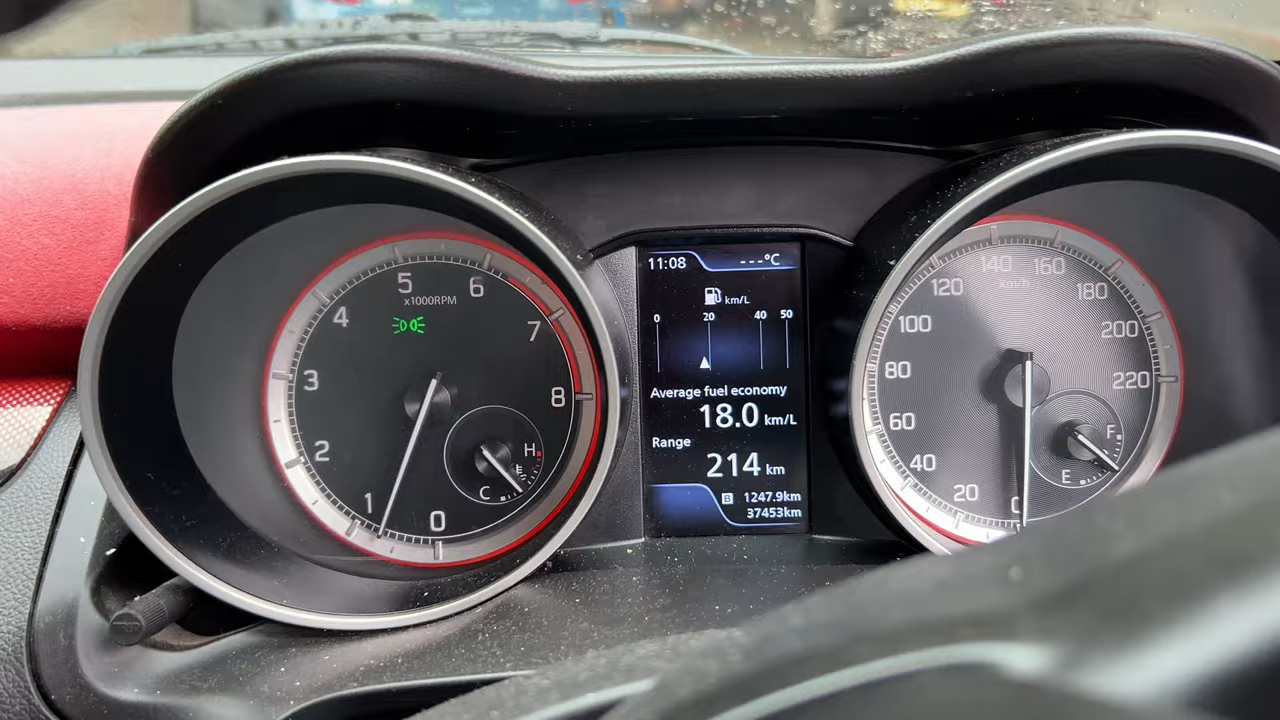 5
x1000RPM
6
4
7
3
8
2
1
0
H
C
11:08
---°C
km/L
0 20 40 50
Average fuel economy
18.0 km/L
Range
214 km
B 1247.9km
37453km
140 160
km/h
120
180
100
200
80
220
60
F
40
E
20
0